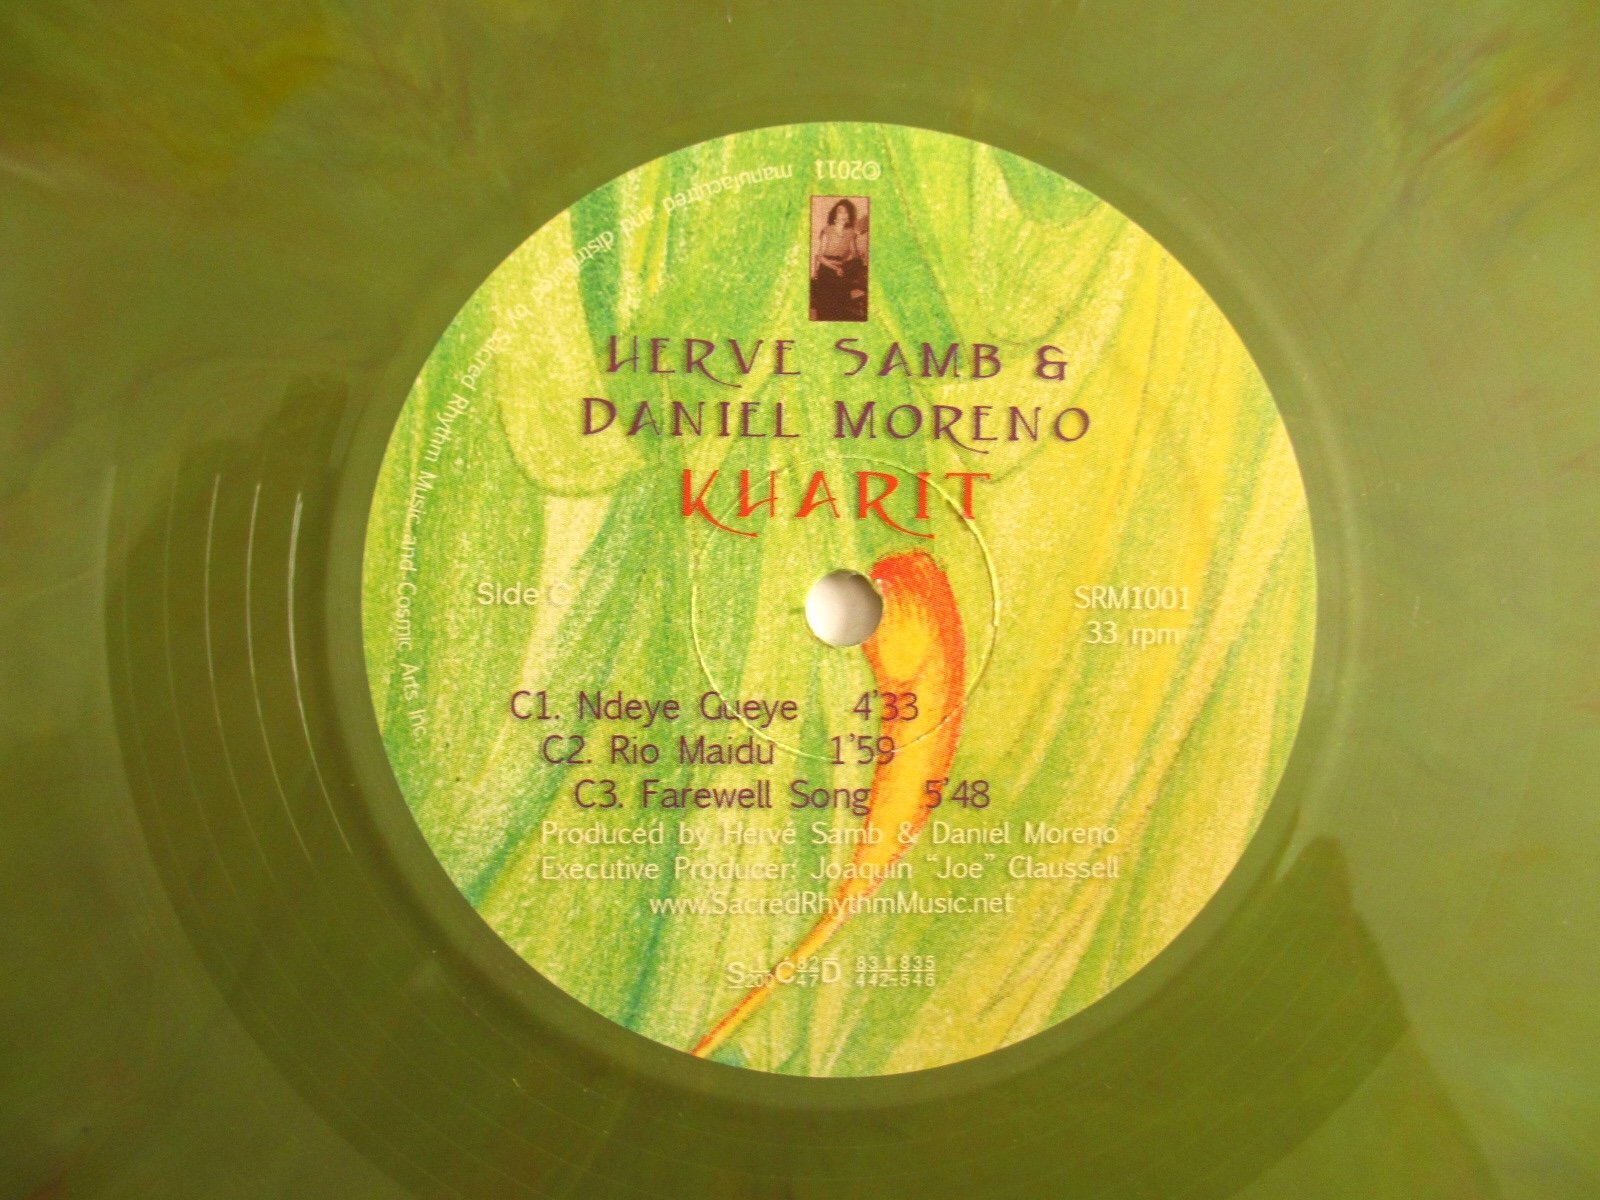 ©2011 manufactured and distributed by Sacred Rhythm Music and Cosmic Arts Inc.
HERVE SAMB &
DANIEL MORENO
KHARIT
Side C
SRM1001
33 rpm
C1. Ndeye Gueye 4'33
C2. Rio Maidu 1'59
C3. Farewell Song 5'48
Produced by Hervé Samb & Daniel Moreno
Executive Producer: Joaquin "Joe" Claussell
www.SacredRhythmMusic.net